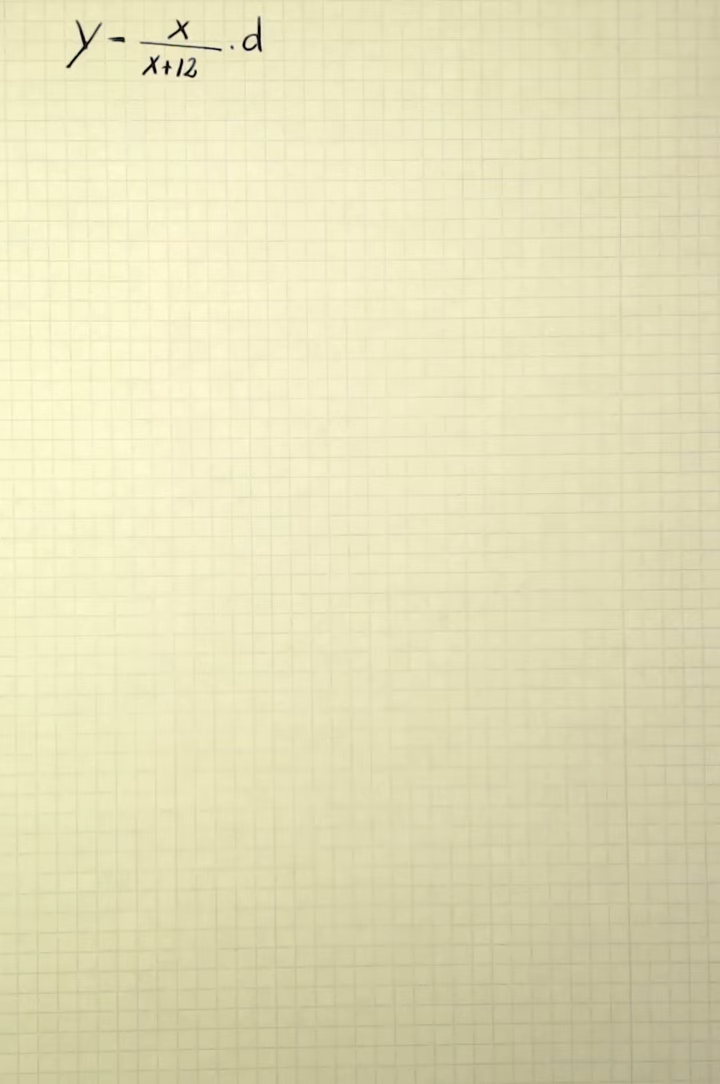 y - x/(x+12) . d